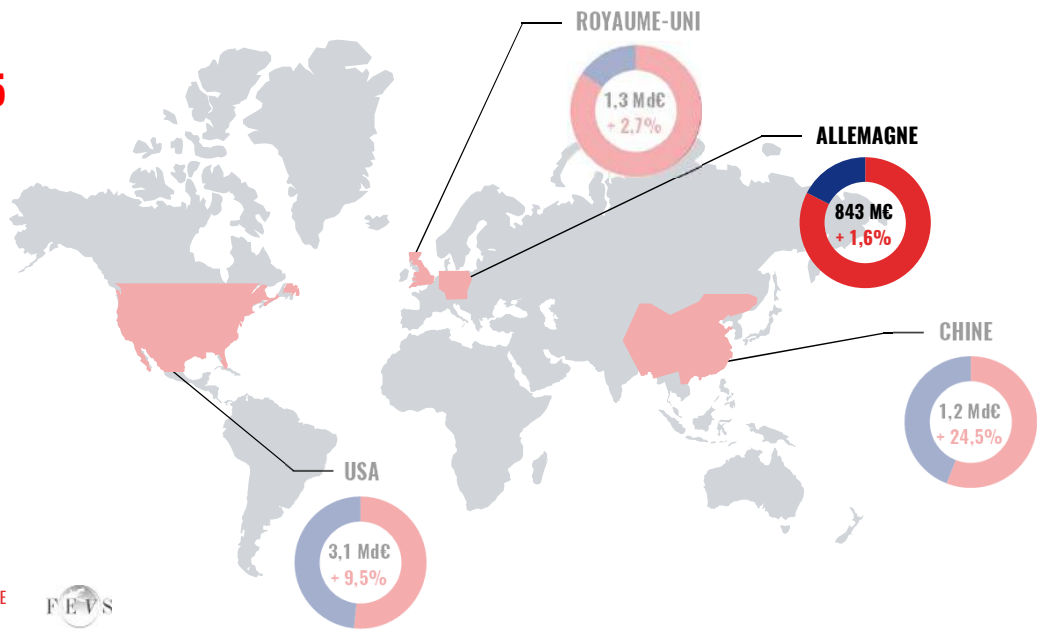 5
ROYAUME-UNI
1,3 Md€
+ 2,7%
ALLEMAGNE
843 M€
+ 1,6%
CHINE
1,2 Md€
+ 24,5%
USA
3,1 Md€
+ 9,5%
E
FEVS